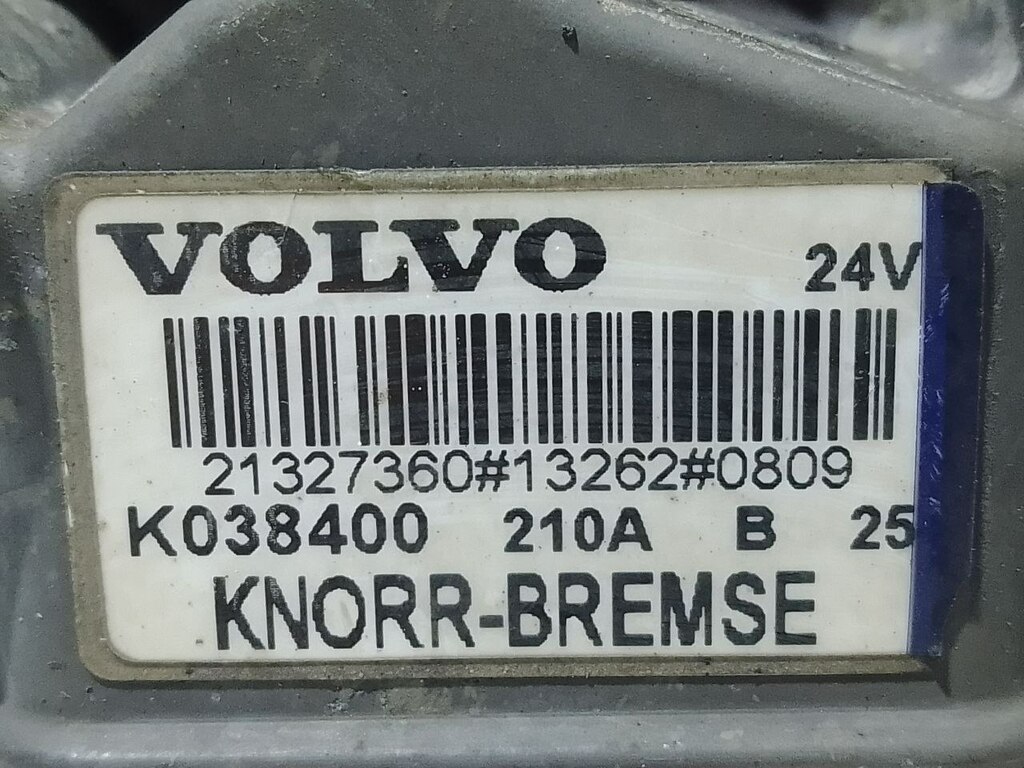 VOLVO 24V
21327360#13262#0809
K038400 210A B 25
KNORR-BREMSE